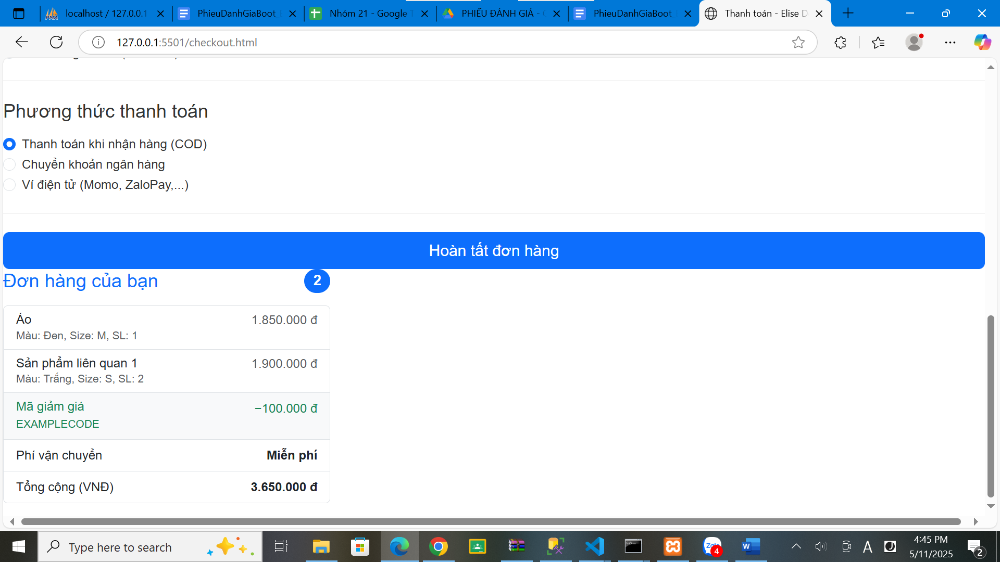 localhost / 127.0.0.1
PhieuDanhGiaBoot_
Nhóm 21 - Google T
PHIẾU ĐÁNH GIÁ - 
PhieuDanhGiaBoot_
Thanh toán - Elise D
127.0.0.1:5501/checkout.html
Phương thức thanh toán
Thanh toán khi nhận hàng (COD)
Chuyển khoản ngân hàng
Ví điện tử (Momo, ZaloPay,...)
Hoàn tất đơn hàng
Đơn hàng của bạn 2
Áo 1.850.000 đ
Màu: Đen, Size: M, SL: 1
Sản phẩm liên quan 1 1.900.000 đ
Màu: Trắng, Size: S, SL: 2
Mã giảm giá −100.000 đ
EXAMPLECODE
Phí vận chuyển Miễn phí
Tổng cộng (VNĐ) 3.650.000 đ
Type here to search
4
A
4:45 PM
5/11/2025
2